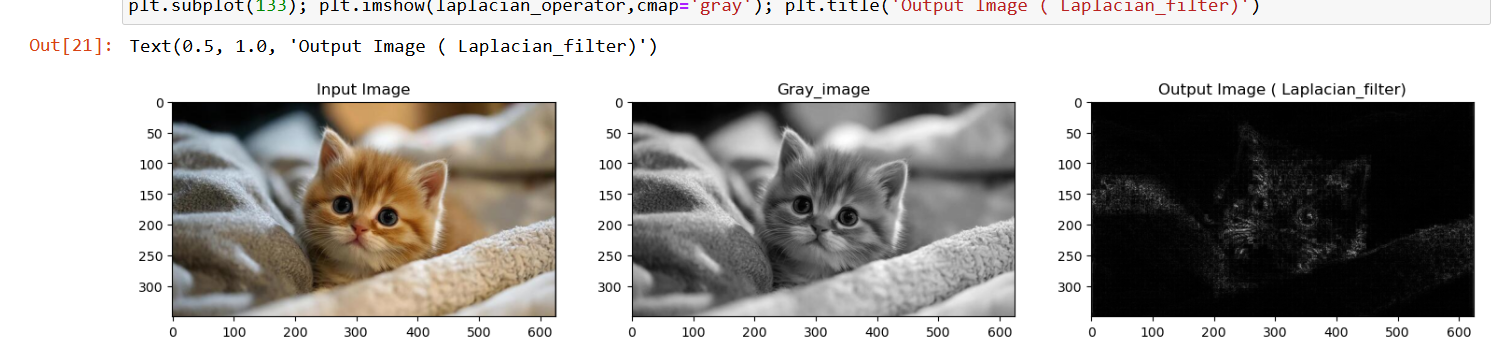 plt.subplot(133); plt.imshow(laplacian_operator,cmap='gray'); plt.title('Output Image ( Laplacian_filter)')
Out[21]: Text(0.5, 1.0, 'Output Image ( Laplacian_filter)')
Input Image
0
50
100
150
200
250
300
0 100 200 300 400 500 600
Gray_image
0
50
100
150
200
250
300
0 100 200 300 400 500 600
Output Image ( Laplacian_filter)
0
50
100
150
200
250
300
0 100 200 300 400 500 600